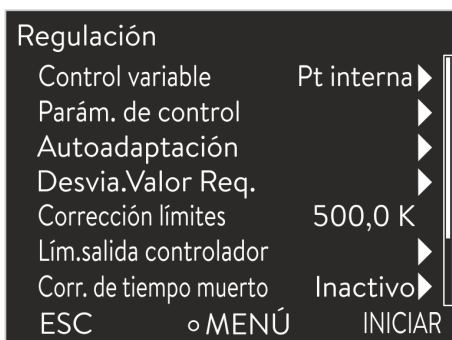 Regulación
Control variable Pt interna
Parám. de control
Autoadaptación
Desvia.Valor Req.
Corrección límites 500,0 K
Lím.salida controlador
Corr. de tiempo muerto Inactivo
ESC MENÚ INICIAR